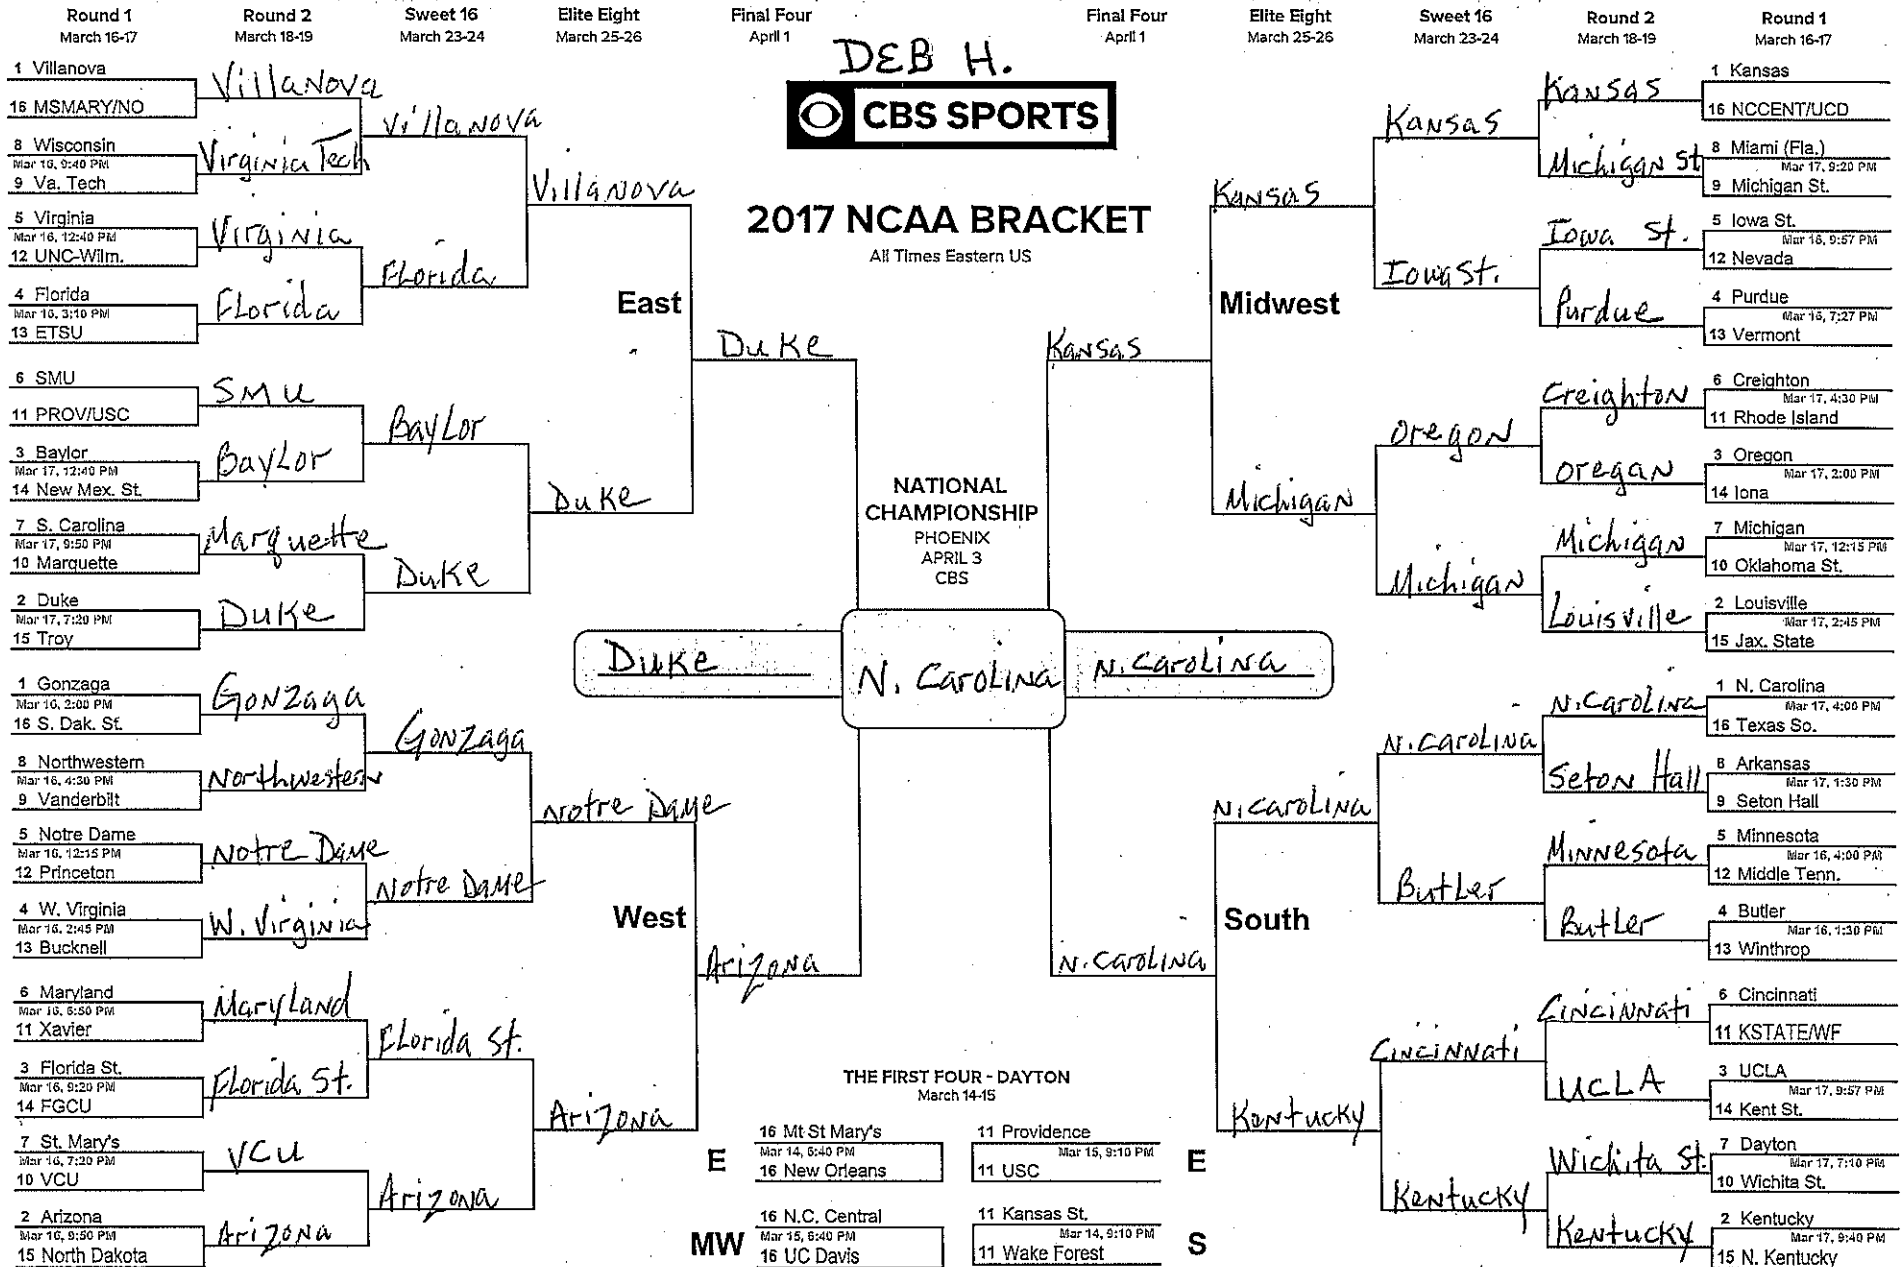 Round 1
March 16-17
Round 2
March 18-19
Sweet 16
March 23-24
Elite Eight
March 25-26
Final Four
April 1
Final Four
April 1
Elite Eight
March 25-26
Sweet 16
March 23-24
Round 2
March 18-19
Round 1
March 16-17
DEB H.
CBS SPORTS
2017 NCAA BRACKET
All Times Eastern US
1 Villanova
16 MSMARY/NO
8 Wisconsin
Mar 16, 9:40 PM
9 Va. Tech
5 Virginia
Mar 16, 12:40 PM
12 UNC-Wilm.
4 Florida
Mar 16, 3:10 PM
13 ETSU
6 SMU
11 PROV/USC
3 Baylor
Mar 17, 12:40 PM
14 New Mex. St.
7 S. Carolina
Mar 17, 9:50 PM
10 Marquette
2 Duke
Mar 17, 7:20 PM
15 Troy
Villanova
Virginia Tech
Virginia
Florida
SMU
Baylor
Marquette
Duke
Villanova
Florida
Baylor
Duke
Villanova
Duke
East
Duke
1 Gonzaga
Mar 16, 2:00 PM
16 S. Dak. St.
8 Northwestern
Mar 16, 4:30 PM
9 Vanderbilt
5 Notre Dame
Mar 16, 12:15 PM
12 Princeton
4 W. Virginia
Mar 16, 2:45 PM
13 Bucknell
6 Maryland
Mar 16, 6:50 PM
11 Xavier
3 Florida St.
Mar 16, 9:20 PM
14 FGCU
7 St. Mary's
Mar 16, 7:20 PM
10 VCU
2 Arizona
Mar 16, 9:50 PM
15 North Dakota
Gonzaga
Northwestern
Notre Dame
W. Virginia
Maryland
Florida St.
VCU
Arizona
Gonzaga
Notre Dame
Florida St.
Arizona
Notre Dame
Arizona
West
Arizona
NATIONAL
CHAMPIONSHIP
PHOENIX
APRIL 3
CBS
Duke
N. Carolina
N. Carolina
Kansas
Midwest
Kansas
Michigan
Kansas
Iowa St.
Oregon
Michigan
Kansas
Michigan St
Iowa St.
Purdue
Creighton
Oregan
Michigan
Louisville
1 Kansas
16 NCCENT/UCD
8 Miami (Fla.)
Mar 17, 9:20 PM
9 Michigan St.
5 Iowa St.
Mar 16, 9:57 PM
12 Nevada
4 Purdue
Mar 16, 7:27 PM
13 Vermont
6 Creighton
Mar 17, 4:30 PM
11 Rhode Island
3 Oregon
Mar 17, 2:00 PM
14 Iona
7 Michigan
Mar 17, 12:15 PM
10 Oklahoma St.
2 Louisville
Mar 17, 2:45 PM
15 Jax. State
N. Carolina
South
N. Carolina
Kentucky
N. Carolina
Butler
Cincinnati
Kentucky
N. Carolina
Seton Hall
Minnesota
Butler
Cincinnati
UCLA
Wichita St.
Kentucky
1 N. Carolina
Mar 17, 4:00 PM
16 Texas So.
8 Arkansas
Mar 17, 1:30 PM
9 Seton Hall
5 Minnesota
Mar 16, 4:00 PM
12 Middle Tenn.
4 Butler
Mar 16, 1:30 PM
13 Winthrop
6 Cincinnati
11 KSTATE/WF
3 UCLA
Mar 17, 9:57 PM
14 Kent St.
7 Dayton
Mar 17, 7:10 PM
10 Wichita St.
2 Kentucky
Mar 17, 9:40 PM
15 N. Kentucky
THE FIRST FOUR - DAYTON
March 14-15
E
16 Mt St Mary's
Mar 14, 6:40 PM
16 New Orleans
11 Providence
Mar 15, 9:10 PM
11 USC
E
MW
16 N.C. Central
Mar 15, 6:40 PM
16 UC Davis
11 Kansas St.
Mar 14, 9:10 PM
11 Wake Forest
S